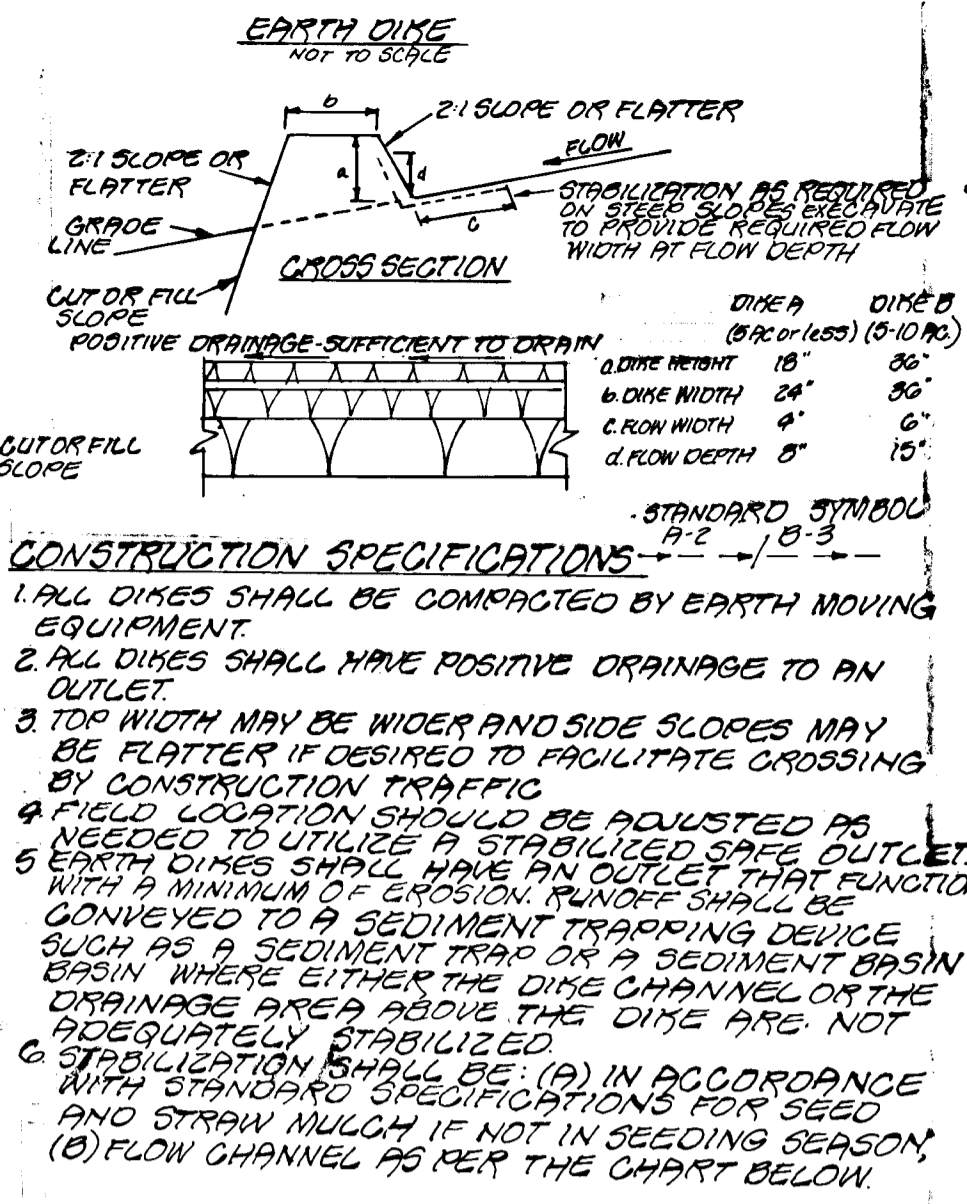 EARTH DIKE
NOT TO SCALE
b
2:1 SLOPE OR FLATTER
FLOW
2:1 SLOPE OR
FLATTER
a
d
STABILIZATION AS REQUIRED
ON STEEP SLOPES EXECAVATE
TO PROVIDE REQUIRED FLOW
WIDTH AT FLOW DEPTH
GRADE
LINE
c
CROSS SECTION
CUT OR FILL
SLOPE
DIKE A DIKE B
(5 AC or less) (5-10 AC.)
POSITIVE DRAINAGE-SUFFICIENT TO DRAIN
a. DIKE HEIGHT 18" 36"
b. DIKE WIDTH 24" 36"
c. FLOW WIDTH 4" 6"
d. FLOW DEPTH 8" 15"
CUT OR FILL
SLOPE
STANDARD SYMBOL
A-2 B-3
CONSTRUCTION SPECIFICATIONS
1. ALL DIKES SHALL BE COMPACTED BY EARTH MOVING
EQUIPMENT.
2. ALL DIKES SHALL HAVE POSITIVE DRAINAGE TO AN
OUTLET.
3. TOP WIDTH MAY BE WIDER AND SIDE SLOPES MAY
BE FLATTER IF DESIRED TO FACILITATE CROSSING
BY CONSTRUCTION TRAFFIC
4. FIELD LOCATION SHOULD BE ADJUSTED AS
NEEDED TO UTILIZE A STABILIZED SAFE OUTLET.
5 EARTH DIKES SHALL HAVE AN OUTLET THAT FUNCTIO
WITH A MINIMUM OF EROSION. RUNOFF SHALL BE
CONVEYED TO A SEDIMENT TRAPPING DEVICE
SUCH AS A SEDIMENT TRAP OR A SEDIMENT BASIN
BASIN WHERE EITHER THE DIKE CHANNEL OR THE
DRAINAGE AREA ABOVE THE DIKE ARE NOT
ADEQUATELY STABILIZED.
6. STABILIZATION SHALL BE: (A) IN ACCORDANCE
WITH STANDARD SPECIFICATIONS FOR SEED
AND STRAW MULCH IF NOT IN SEEDING SEASON,
(B) FLOW CHANNEL AS PER THE CHART BELOW.